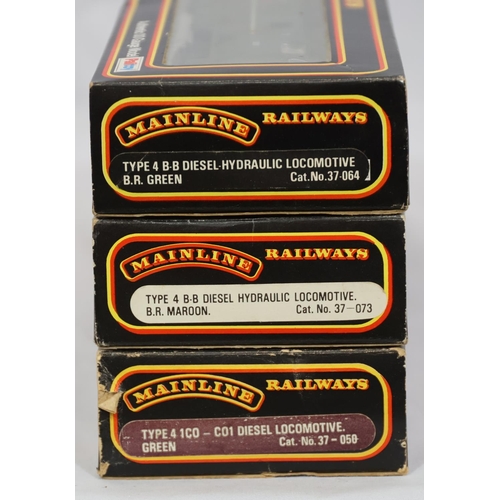 MAINLINE RAILWAYS
TYPE 4 B-B DIESEL-HYDRAULIC LOCOMOTIVE
B.R. GREEN Cat.No.37-064
MAINLINE RAILWAYS
TYPE 4 B-B DIESEL HYDRAULIC LOCOMOTIVE.
B.R. MAROON. Cat. No. 37-073
MAINLINE RAILWAYS
TYPE 4 1CO - CO1 DIESEL LOCOMOTIVE.
GREEN Cat. No. 37-050